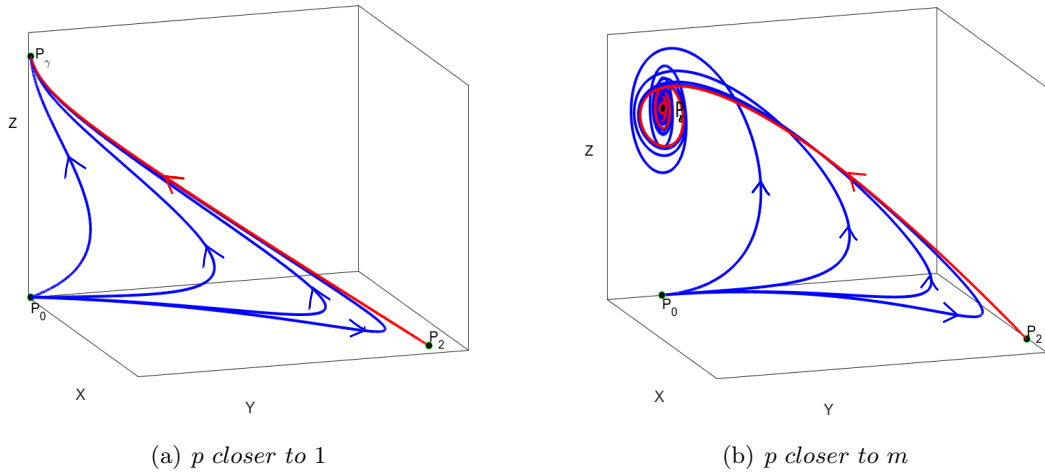 P_γ
Z
P_0
P_2
X
Y
(a) p closer to 1
Z
P_0
P_2
X
Y
(b) p closer to m